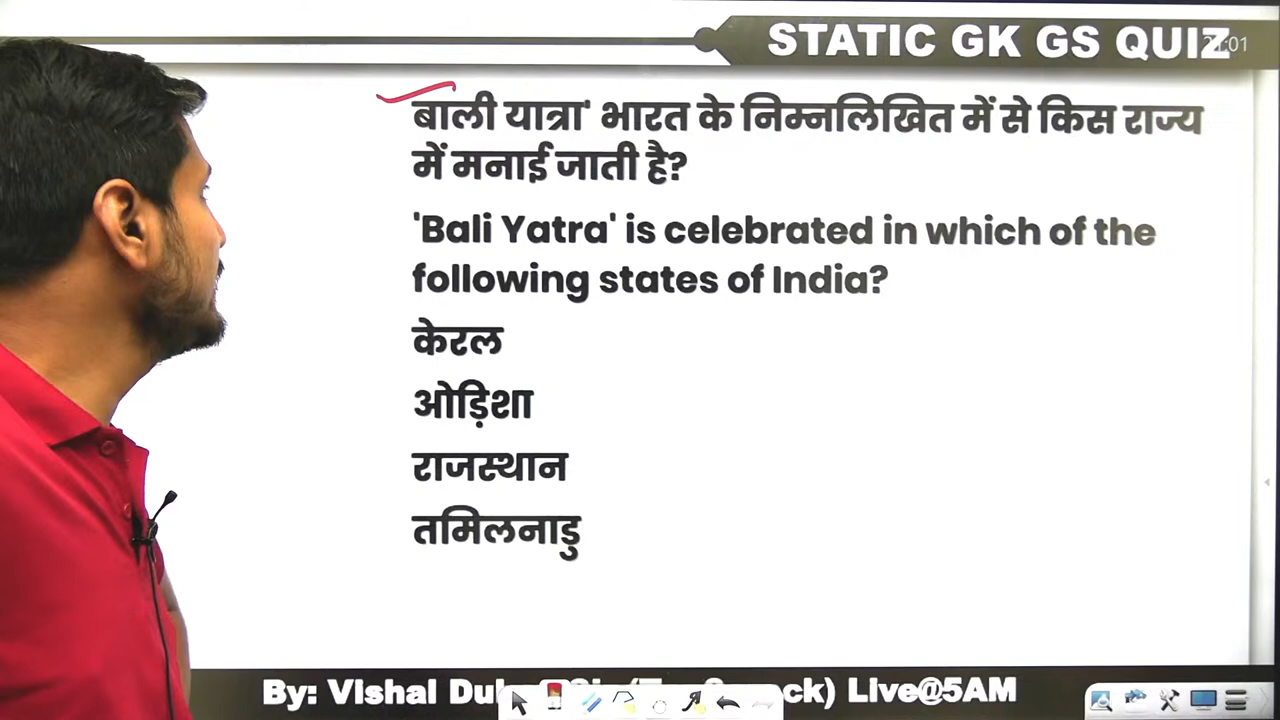 STATIC GK GS QUIZ
बाली यात्रा' भारत के निम्नलिखित में से किस राज्य
में मनाई जाती है?
'Bali Yatra' is celebrated in which of the
following states of India?
केरल
ओड़िशा
राजस्थान
तमिलनाडु
By: Vishal Live@5AM